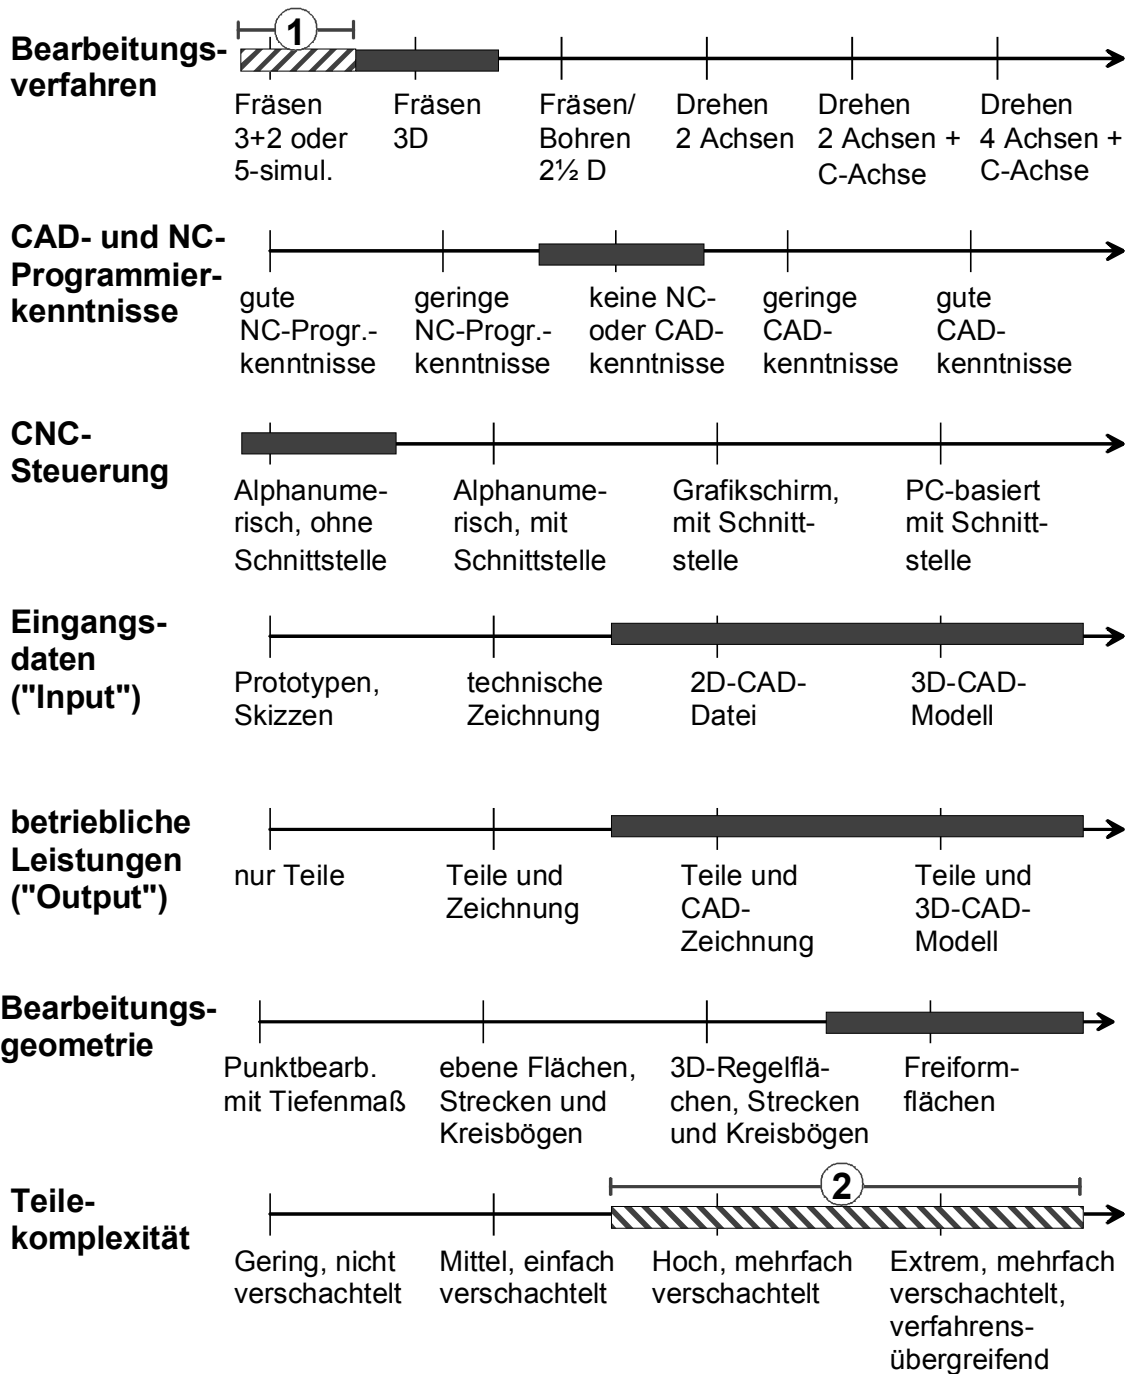 1
Bearbeitungs-
verfahren
Fräsen
3+2 oder
5-simul.
Fräsen
3D
Fräsen/
Bohren
2½ D
Drehen
2 Achsen
Drehen
2 Achsen +
C-Achse
Drehen
4 Achsen +
C-Achse
CAD- und NC-
Programmier-
kenntnisse
gute
NC-Progr.-
kenntnisse
geringe
NC-Progr.-
kenntnisse
keine NC-
oder CAD-
kenntnisse
geringe
CAD-
kenntnisse
gute
CAD-
kenntnisse
CNC-
Steuerung
Alphanume-
risch, ohne
Schnittstelle
Alphanume-
risch, mit
Schnittstelle
Grafikschirm,
mit Schnitt-
stelle
PC-basiert
mit Schnitt-
stelle
Eingangs-
daten
("Input")
Prototypen,
Skizzen
technische
Zeichnung
2D-CAD-
Datei
3D-CAD-
Modell
betriebliche
Leistungen
("Output")
nur Teile
Teile und
Zeichnung
Teile und
CAD-
Zeichnung
Teile und
3D-CAD-
Modell
Bearbeitungs-
geometrie
Punktbearb.
mit Tiefenmaß
ebene Flächen,
Strecken und
Kreisbögen
3D-Regelflä-
chen, Strecken
und Kreisbögen
Freiform-
flächen
2
Teile-
komplexität
Gering, nicht
verschachtelt
Mittel, einfach
verschachtelt
Hoch, mehrfach
verschachtelt
Extrem, mehrfach
verschachtelt,
verfahrens-
übergreifend